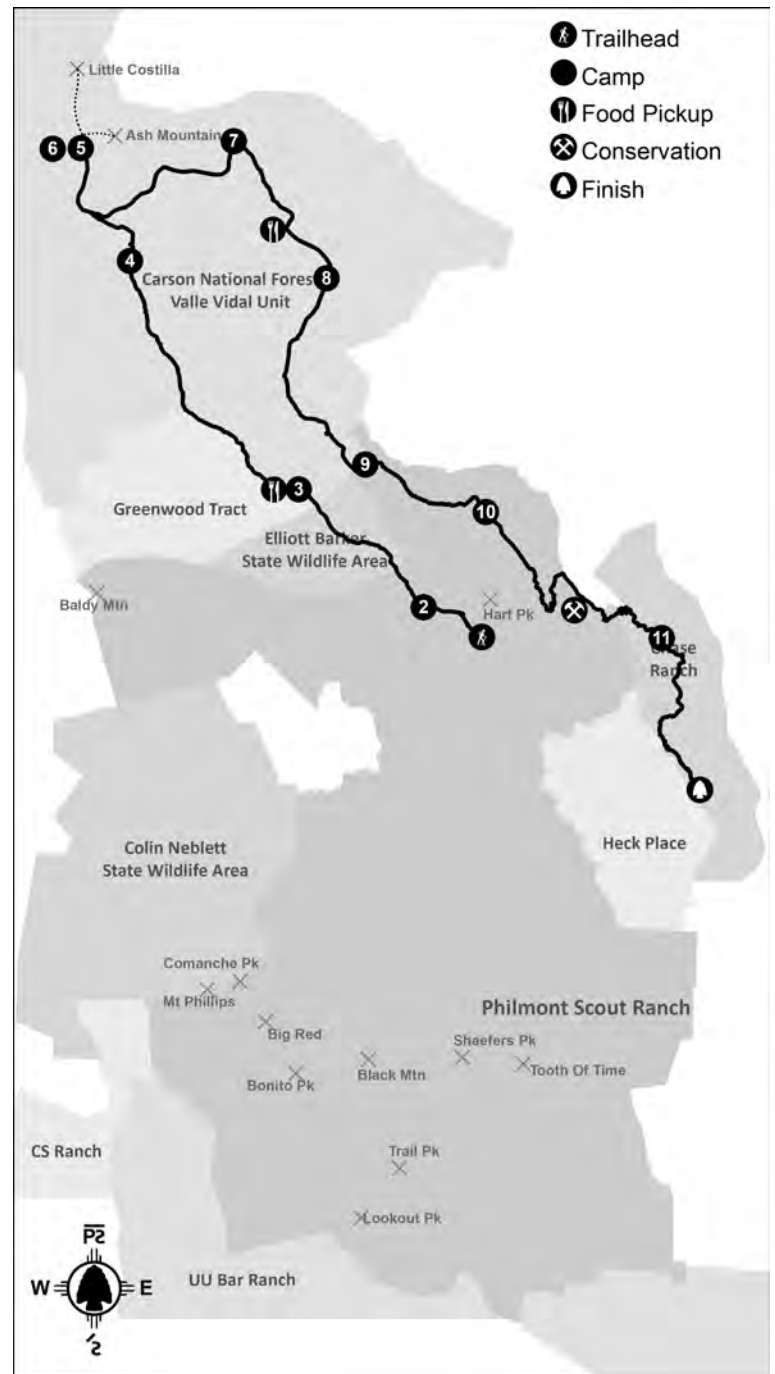 Trailhead
Camp
Food Pickup
Conservation
Finish
Little Costilla
Ash Mountain
6
5
7
4
8
Carson National Fores
Valle Vidal Unit
9
3
10
Greenwood Tract
Elliott Barker
State Wildlife Area
Baldy Mtn
2
Hart Pk
11
Chase
Ranch
Heck Place
Colin Neblett
State Wildlife Area
Comanche Pk
Mt Phillips
Big Red
Bonito Pk
Black Mtn
Shaefers Pk
Tooth Of Time
Philmont Scout Ranch
CS Ranch
Trail Pk
Lookout Pk
UU Bar Ranch
W
E